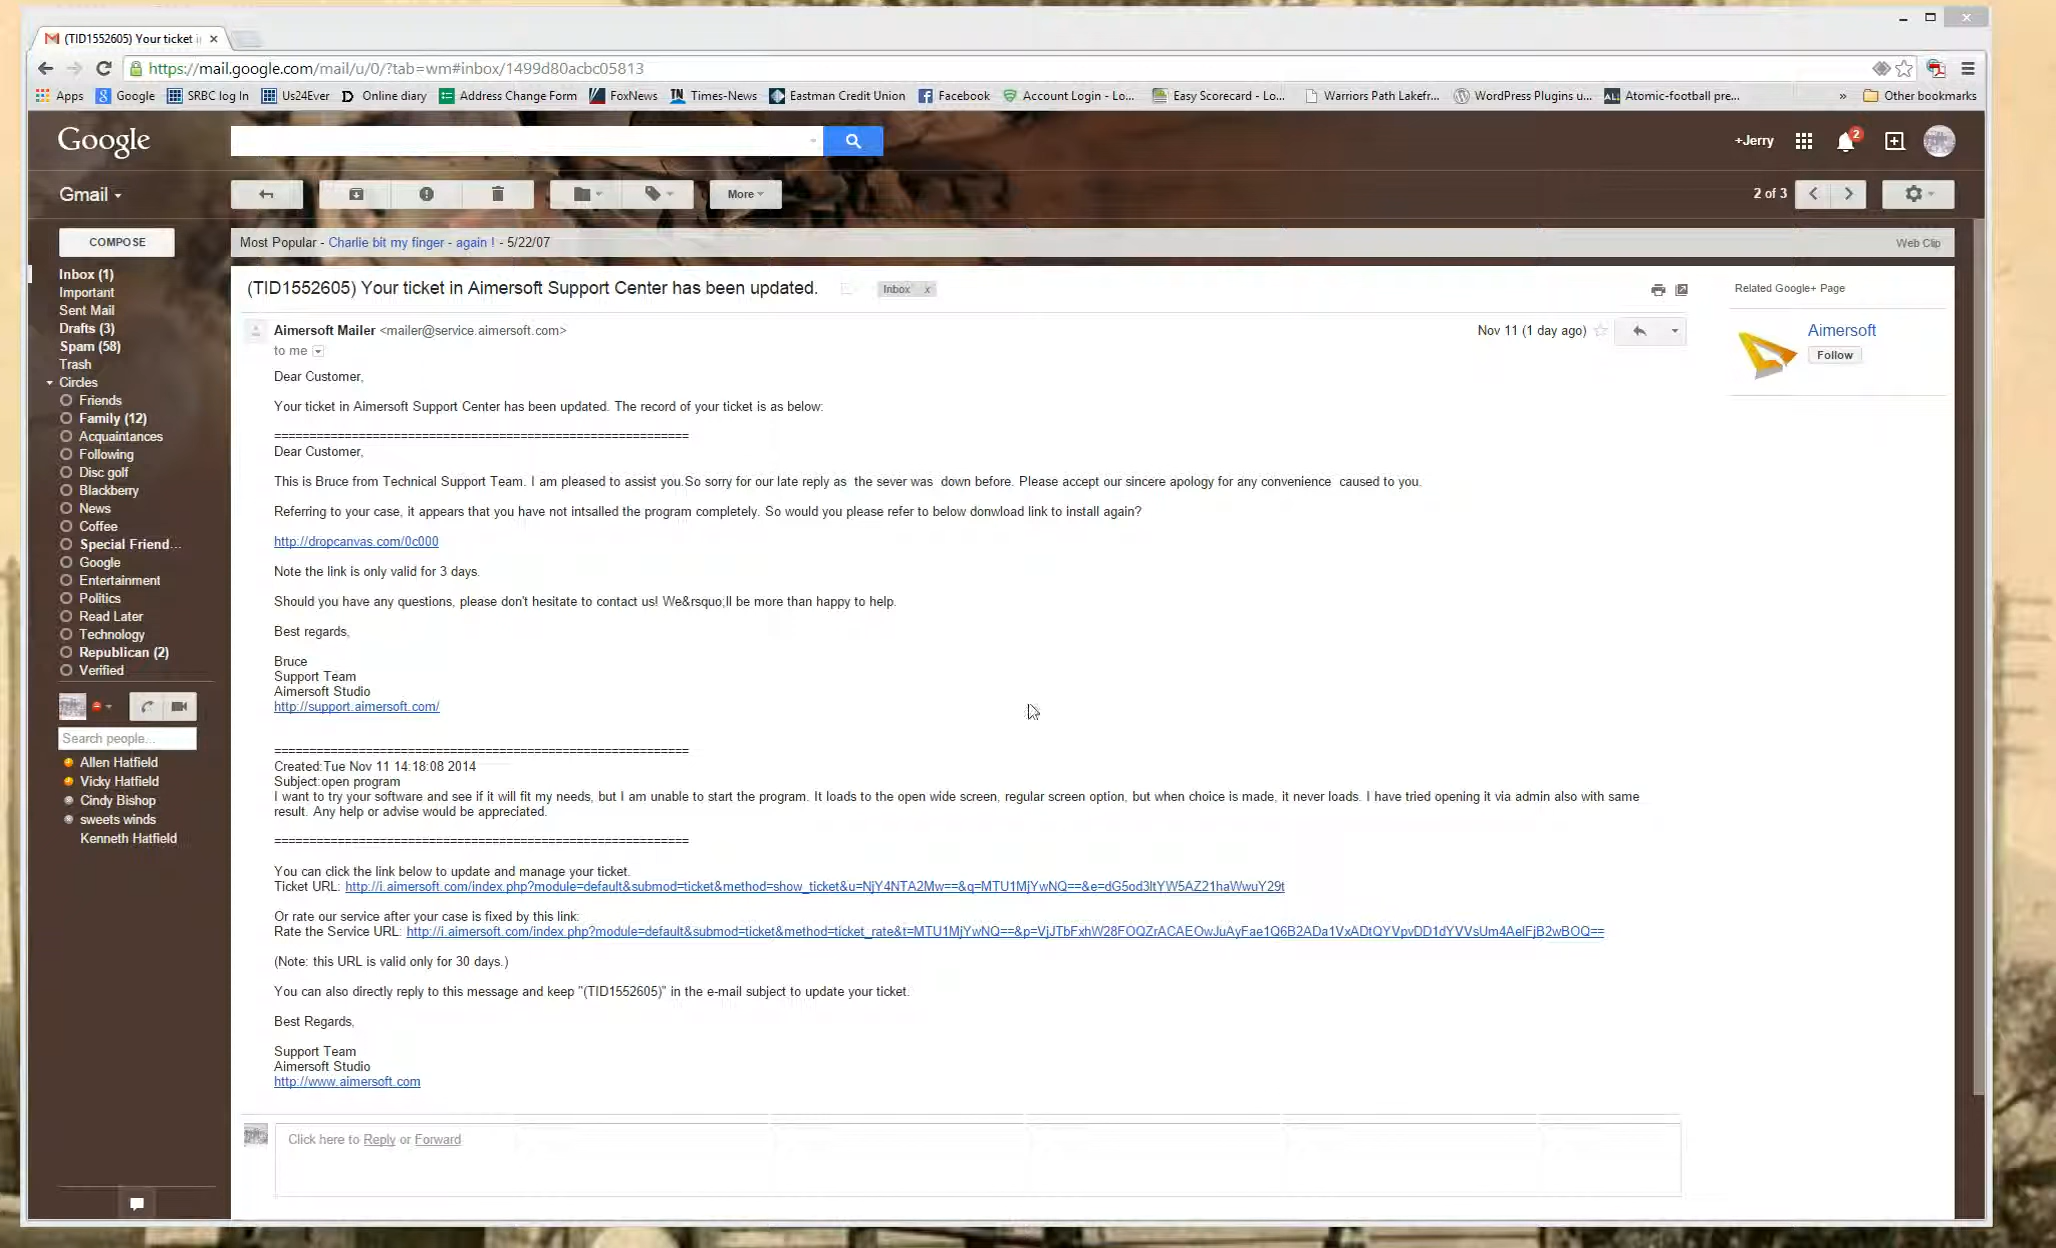 (TID1552605) Your ticket i
https://mail.google.com/mail/u/0/?tab=wm#inbox/1499d80acbc05813
Apps Google SRBC log In Us24Ever Online diary Address Change Form FoxNews Times-News Eastman Credit Union Facebook Account Login - Lo... Easy Scorecard - Lo... Warriors Path Lakefr... WordPress Plugins u... Atomic-football pre... » Other bookmarks
Google
+Jerry 2
Gmail
More
2 of 3
COMPOSE
Most Popular - Charlie bit my finger - again ! - 5/22/07
Web Clip
Inbox (1)
Important
Sent Mail
Drafts (3)
Spam (58)
Trash
Circles
Friends
Family (12)
Acquaintances
Following
Disc golf
Blackberry
News
Coffee
Special Friend...
Google
Entertainment
Politics
Read Later
Technology
Republican (2)
Verified
Search people...
Allen Hatfield
Vicky Hatfield
Cindy Bishop
sweets winds
Kenneth Hatfield
(TID1552605) Your ticket in Aimersoft Support Center has been updated. Inbox x
Aimersoft Mailer <mailer@service.aimersoft.com>
Nov 11 (1 day ago)
to me
Dear Customer,
Your ticket in Aimersoft Support Center has been updated. The record of your ticket is as below:
===========================================================
Dear Customer,
This is Bruce from Technical Support Team. I am pleased to assist you.So sorry for our late reply as the sever was down before. Please accept our sincere apology for any convenience caused to you.
Referring to your case, it appears that you have not intsalled the program completely. So would you please refer to below donwload link to install again?
http://dropcanvas.com/0c000
Note the link is only valid for 3 days.
Should you have any questions, please don't hesitate to contact us! We&rsquo;ll be more than happy to help.
Best regards,
Bruce
Support Team
Aimersoft Studio
http://support.aimersoft.com/
===========================================================
Created:Tue Nov 11 14:18:08 2014
Subject:open program
I want to try your software and see if it will fit my needs, but I am unable to start the program. It loads to the open wide screen, regular screen option, but when choice is made, it never loads. I have tried opening it via admin also with same
result. Any help or advise would be appreciated.
===========================================================
You can click the link below to update and manage your ticket.
Ticket URL: http://i.aimersoft.com/index.php?module=default&submod=ticket&method=show_ticket&u=NjY4NTA2Mw==&q=MTU1MjYwNQ==&e=dG5od3ltYW5AZ21haWwuY29t
Or rate our service after your case is fixed by this link:
Rate the Service URL: http://i.aimersoft.com/index.php?module=default&submod=ticket&method=ticket_rate&t=MTU1MjYwNQ==&p=VjJTbFxhW28FOQZrACAEOwJuAyFae1Q6B2ADa1VxADtQYVpvDD1dYVVsUm4AelFjB2wBOQ==
(Note: this URL is valid only for 30 days.)
You can also directly reply to this message and keep "(TID1552605)" in the e-mail subject to update your ticket.
Best Regards,
Support Team
Aimersoft Studio
http://www.aimersoft.com
Click here to Reply or Forward
Related Google+ Page
Aimersoft
Follow